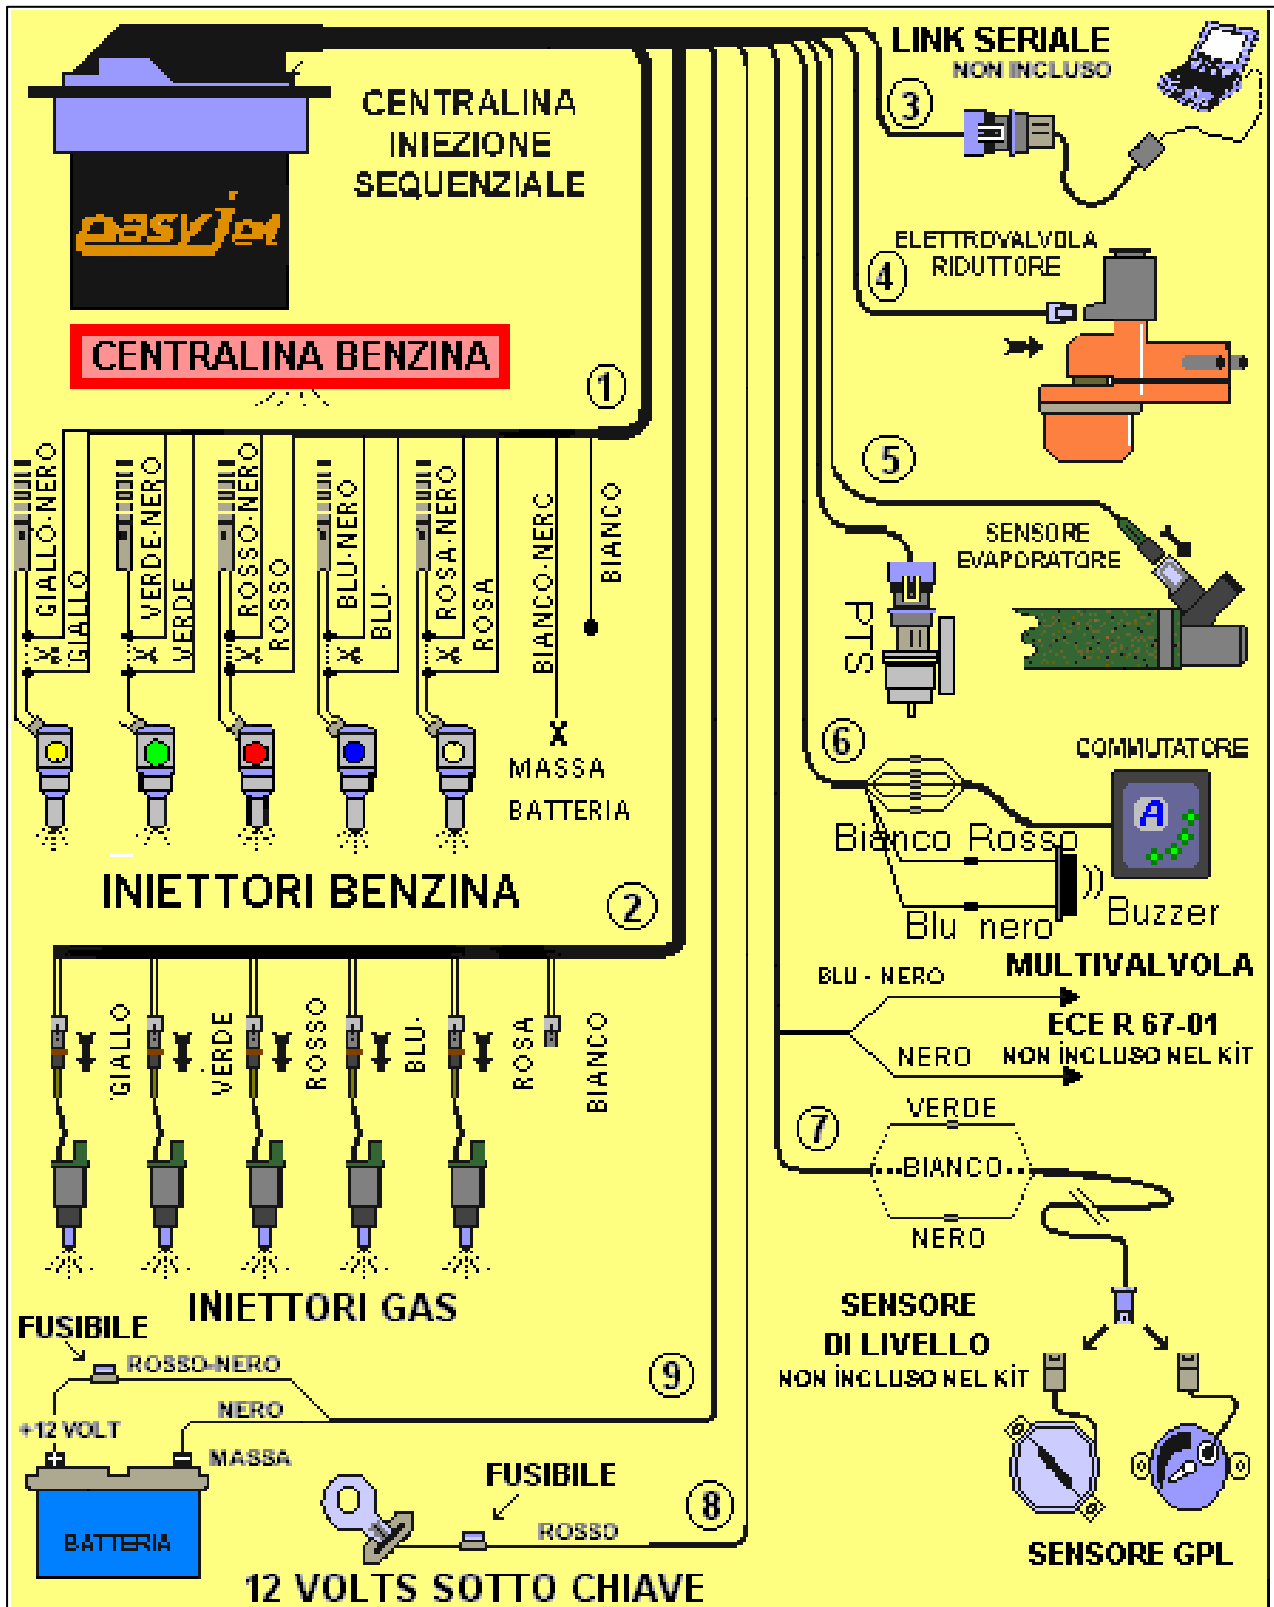 LINK SERIALE
NON INCLUSO
3
CENTRALINA
INIEZIONE
SEQUENZIALE
easyjet
ELETTROVALVOLA
RIDUTTORE
4
CENTRALINA BENZINA
1
5
GIALLO-NERO
GIALLO
VERDE-NERO
VERDE
ROSSO-NERO
ROSSO
BLU-NERO
BLU-
ROSA-NERO
ROSA
BIANCO-NERC
BIANCO
SENSORE
EVAPORATORE
PTS
6
COMMUTATORE
A
MASSA
BATTERIA
Bianco Rosso
INIETTORI BENZINA
2
Blu nero
Buzzer
BLU - NERO
MULTIVALVOLA
ECE R 67-01
NERO
NON INCLUSO NEL KIT
GIALLO
VERDE
ROSSO
BLU-
ROSA
BIANCO
7
VERDE
BIANCO
NERO
INIETTORI GAS
SENSORE
DI LIVELLO
NON INCLUSO NEL KIT
FUSIBILE
ROSSO-NERO
9
NERO
+12 VOLT
+
-
MASSA
BATTERIA
FUSIBILE
8
ROSSO
12 VOLTS SOTTO CHIAVE
SENSORE GPL